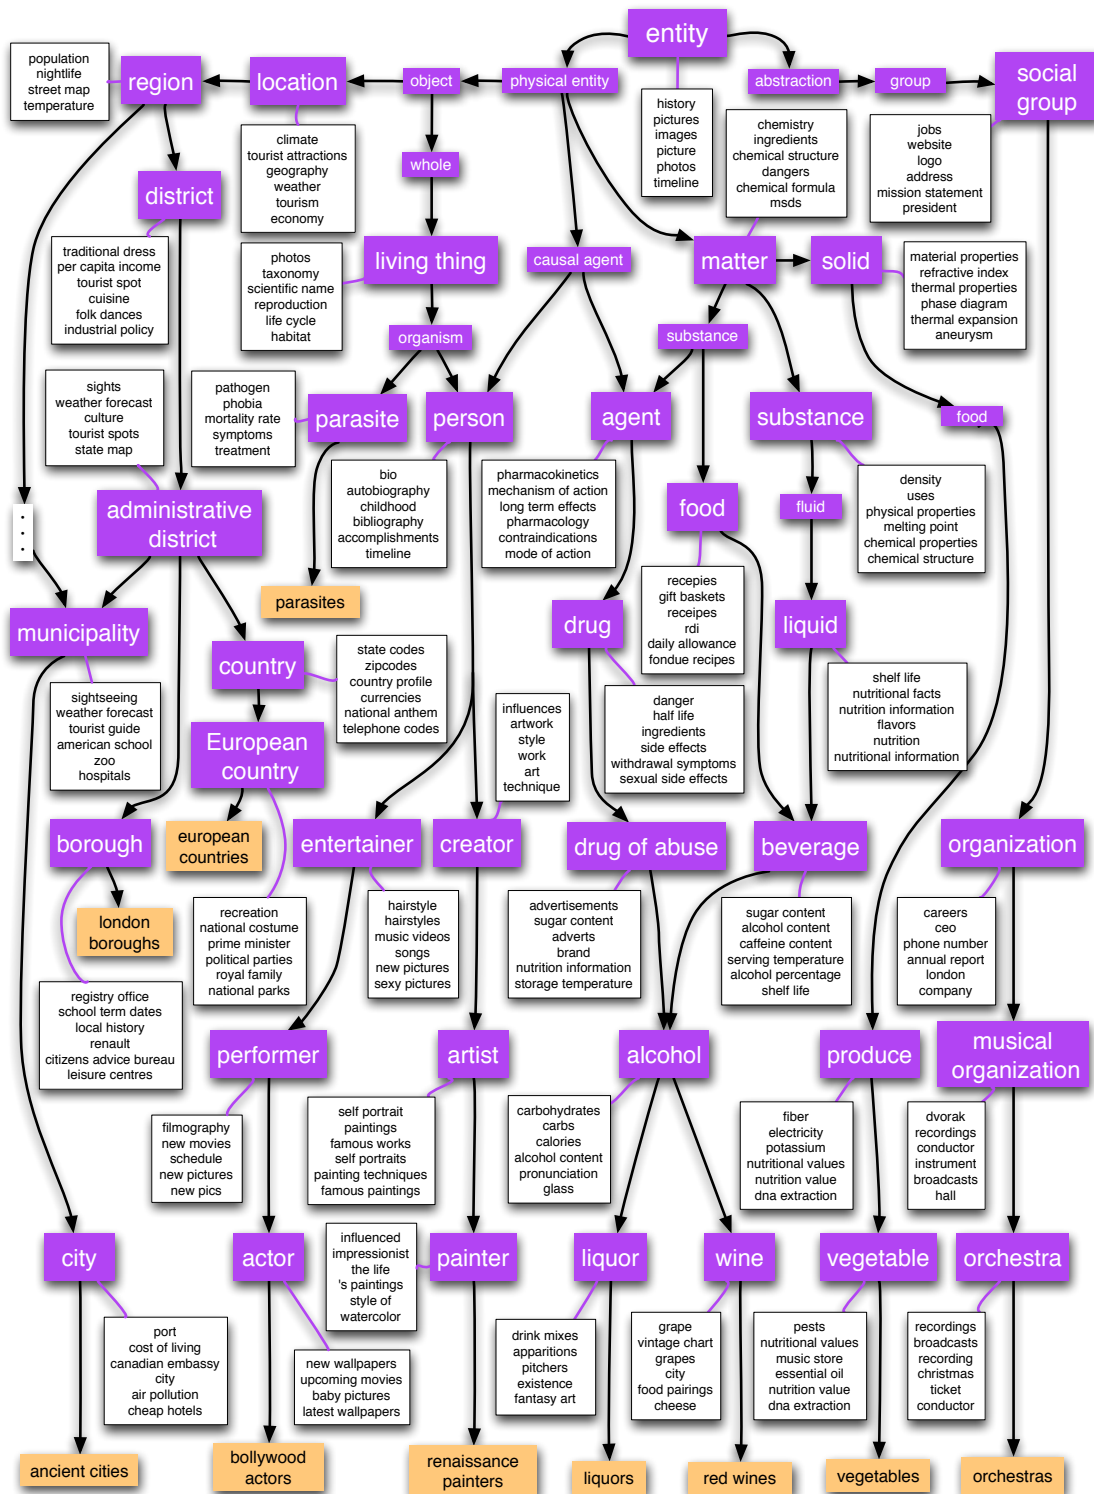 entity
population
nightlife
street map
temperature
region
location
object
physical entity
abstraction
group
social
group
history
pictures
images
picture
photos
timeline
chemistry
ingredients
chemical structure
dangers
chemical formula
msds
jobs
website
logo
address
mission statement
president
climate
tourist attractions
geography
weather
tourism
economy
whole
district
traditional dress
per capita income
tourist spot
cuisine
folk dances
industrial policy
photos
taxonomy
scientific name
reproduction
life cycle
habitat
living thing
causal agent
matter
solid
material properties
refractive index
thermal properties
phase diagram
thermal expansion
aneurysm
organism
substance
sights
weather forecast
culture
tourist spots
state map
pathogen
phobia
mortality rate
symptoms
treatment
parasite
person
agent
substance
food
bio
autobiography
childhood
bibliography
accomplishments
timeline
pharmacokinetics
mechanism of action
long term effects
pharmacology
contraindications
mode of action
food
fluid
density
uses
physical properties
melting point
chemical properties
chemical structure
. . .
administrative
district
parasites
recepies
gift baskets
receipes
rdi
daily allowance
fondue recipes
municipality
country
drug
liquid
state codes
zipcodes
country profile
currencies
national anthem
telephone codes
shelf life
nutritional facts
nutrition information
flavors
nutrition
nutritional information
sightseeing
weather forecast
tourist guide
american school
zoo
hospitals
European
country
influences
artwork
style
work
art
technique
danger
half life
ingredients
side effects
withdrawal symptoms
sexual side effects
borough
european
countries
entertainer
creator
drug of abuse
beverage
organization
london
boroughs
recreation
national costume
prime minister
political parties
royal family
national parks
hairstyle
hairstyles
music videos
songs
new pictures
sexy pictures
advertisements
sugar content
adverts
brand
nutrition information
storage temperature
sugar content
alcohol content
caffeine content
serving temperature
alcohol percentage
shelf life
careers
ceo
phone number
annual report
london
company
registry office
school term dates
local history
renault
citizens advice bureau
leisure centres
performer
artist
alcohol
produce
musical
organization
filmography
new movies
schedule
new pictures
new pics
self portrait
paintings
famous works
self portraits
painting techniques
famous paintings
carbohydrates
carbs
calories
alcohol content
pronunciation
glass
fiber
electricity
potassium
nutritional values
nutrition value
dna extraction
dvorak
recordings
conductor
instrument
broadcasts
hall
city
actor
influenced
impressionist
the life
's paintings
style of
watercolor
painter
liquor
wine
vegetable
orchestra
port
cost of living
canadian embassy
city
air pollution
cheap hotels
new wallpapers
upcoming movies
baby pictures
latest wallpapers
drink mixes
apparitions
pitchers
existence
fantasy art
grape
vintage chart
grapes
city
food pairings
cheese
pests
nutritional values
music store
essential oil
nutrition value
dna extraction
recordings
broadcasts
recording
christmas
ticket
conductor
ancient cities
bollywood
actors
renaissance
painters
liquors
red wines
vegetables
orchestras